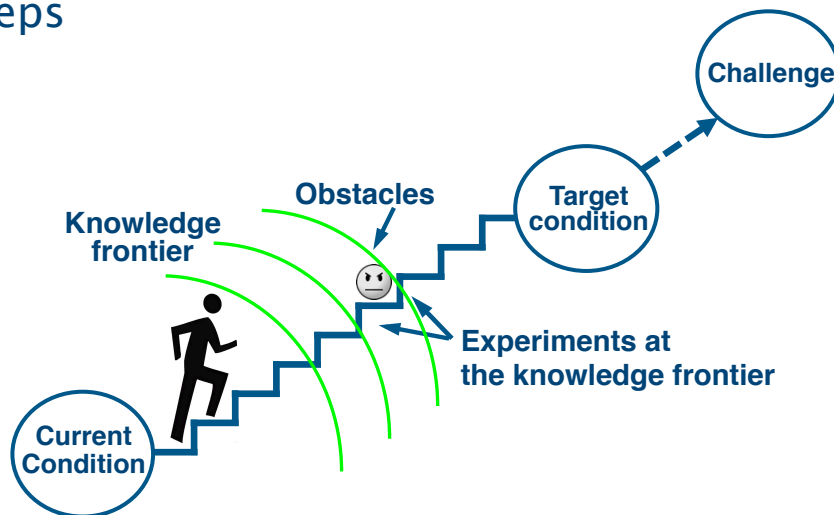 eps
Challenge
Target
condition
Obstacles
Knowledge
frontier
Experiments at
the knowledge frontier
Current
Condition